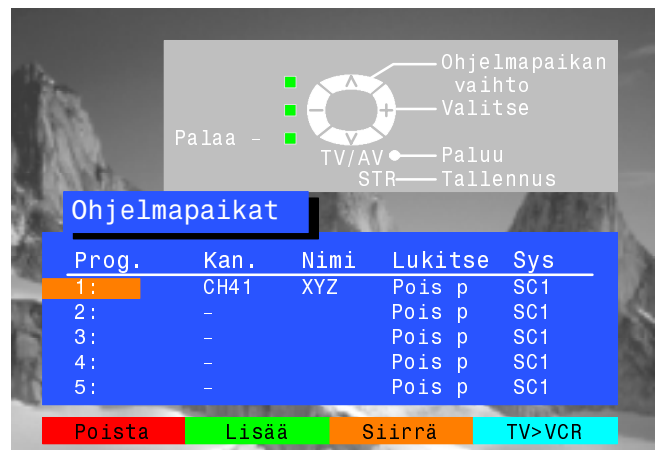 Ohjelmapaikan
vaihto
Valitse
Palaa –
TV/AV Paluu
STR Tallennus
Ohjelmapaikat
Prog. Kan. Nimi Lukitse Sys
1: CH41 XYZ Pois p SC1
2: – Pois p SC1
3: – Pois p SC1
4: – Pois p SC1
5: – Pois p SC1
Poista Lisää Siirrä TV>VCR